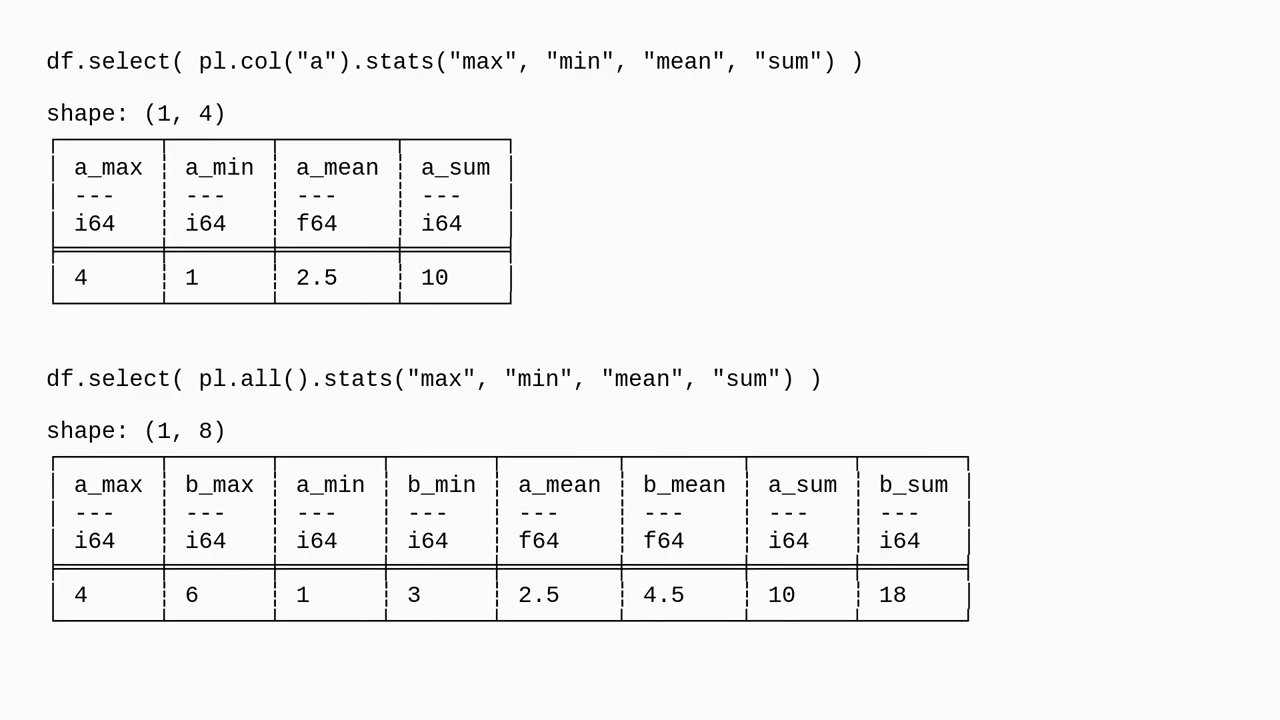 df.select( pl.col("a").stats("max", "min", "mean", "sum") )
shape: (1, 4)
a_max a_min a_mean a_sum
--- --- --- ---
i64 i64 f64 i64
4 1 2.5 10
df.select( pl.all().stats("max", "min", "mean", "sum") )
shape: (1, 8)
a_max b_max a_min b_min a_mean b_mean a_sum b_sum
--- --- --- --- --- --- --- ---
i64 i64 i64 i64 f64 f64 i64 i64
4 6 1 3 2.5 4.5 10 18